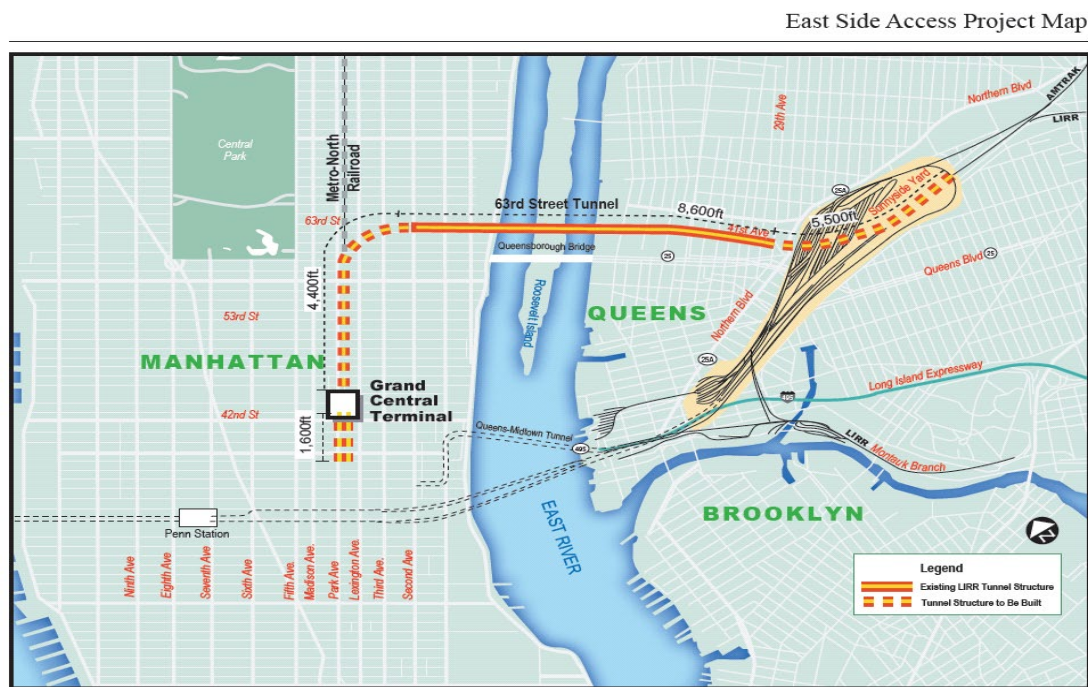 East Side Access Project Map
Northern Blvd
AMTRAK
LIRR
29th Ave
Central
Park
Metro-North
Railroad
25A
Sonnyside Yard
63rd St
63rd Street Tunnel
8,600ft
5,500ft
41st Ave
Queensborough Bridge
25
Queens Blvd
25
4,400ft.
Roosevelt Island
53rd St
QUEENS
Northern Blvd
MANHATTAN
25A
Long Island Expressway
Grand
Central
Terminal
495
42nd St
1,600ft
Queens-Midtown Tunnel
495
LIRR
Montauk Branch
EAST RIVER
BROOKLYN
Penn Station
Ninth Ave
Eighth Ave
Seventh Ave
Sixth Ave
Fifth Ave.
Madison Ave.
Park Ave
Lexington Ave.
Third Ave.
Second Ave
Legend
Existing LIRR Tunnel Structure
Tunnel Structure to Be Built